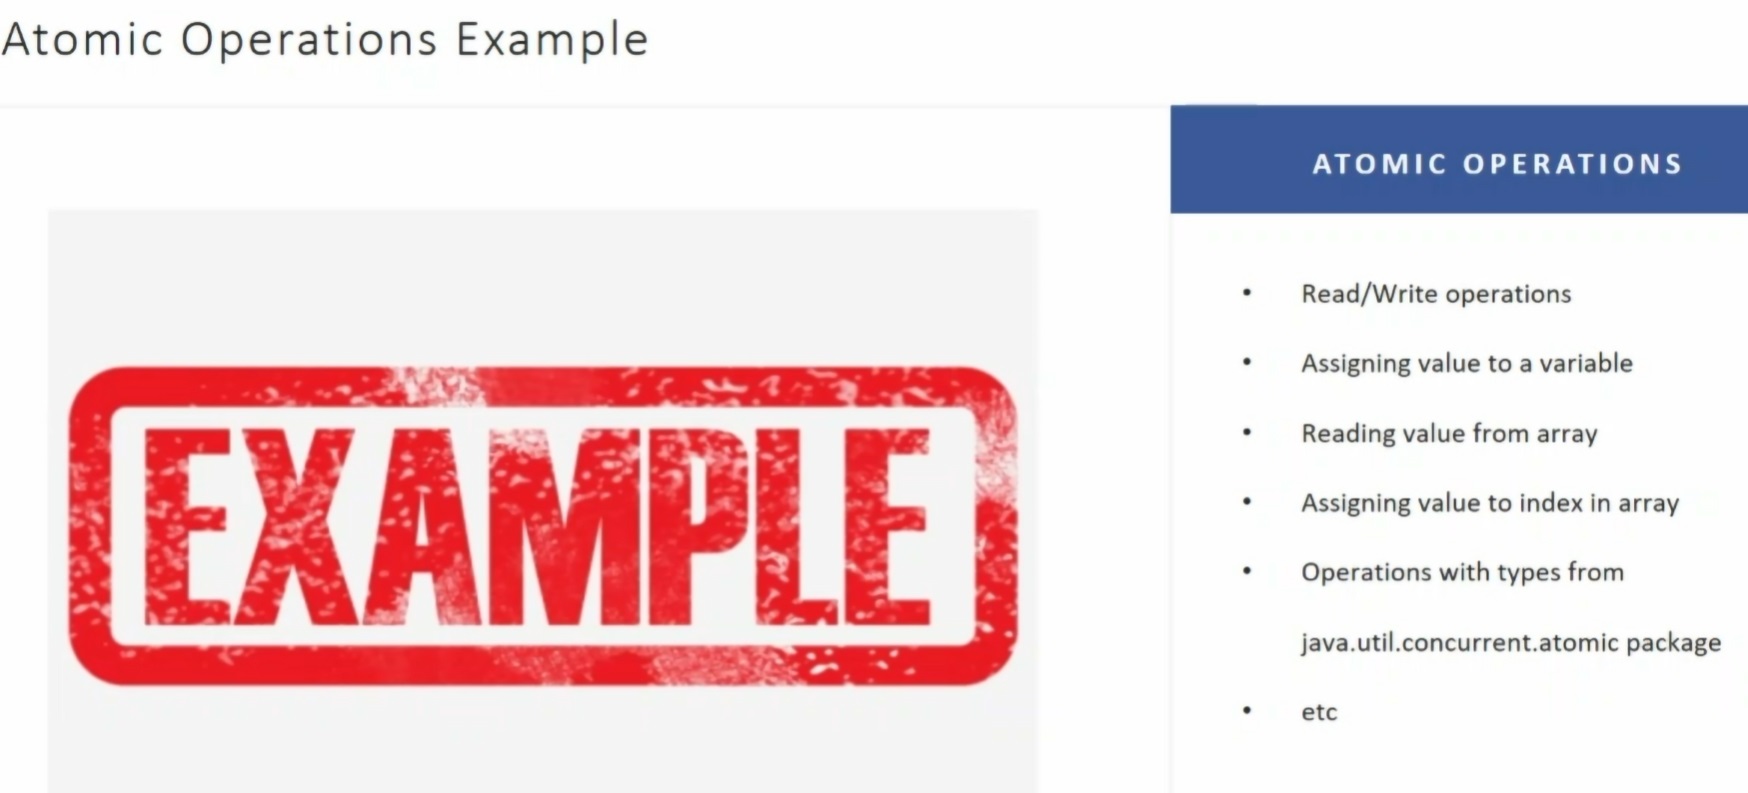 Atomic Operations Example
EXAMPLE
ATOMIC OPERATIONS
• Read/Write operations
• Assigning value to a variable
• Reading value from array
• Assigning value to index in array
• Operations with types from
java.util.concurrent.atomic package
• etc